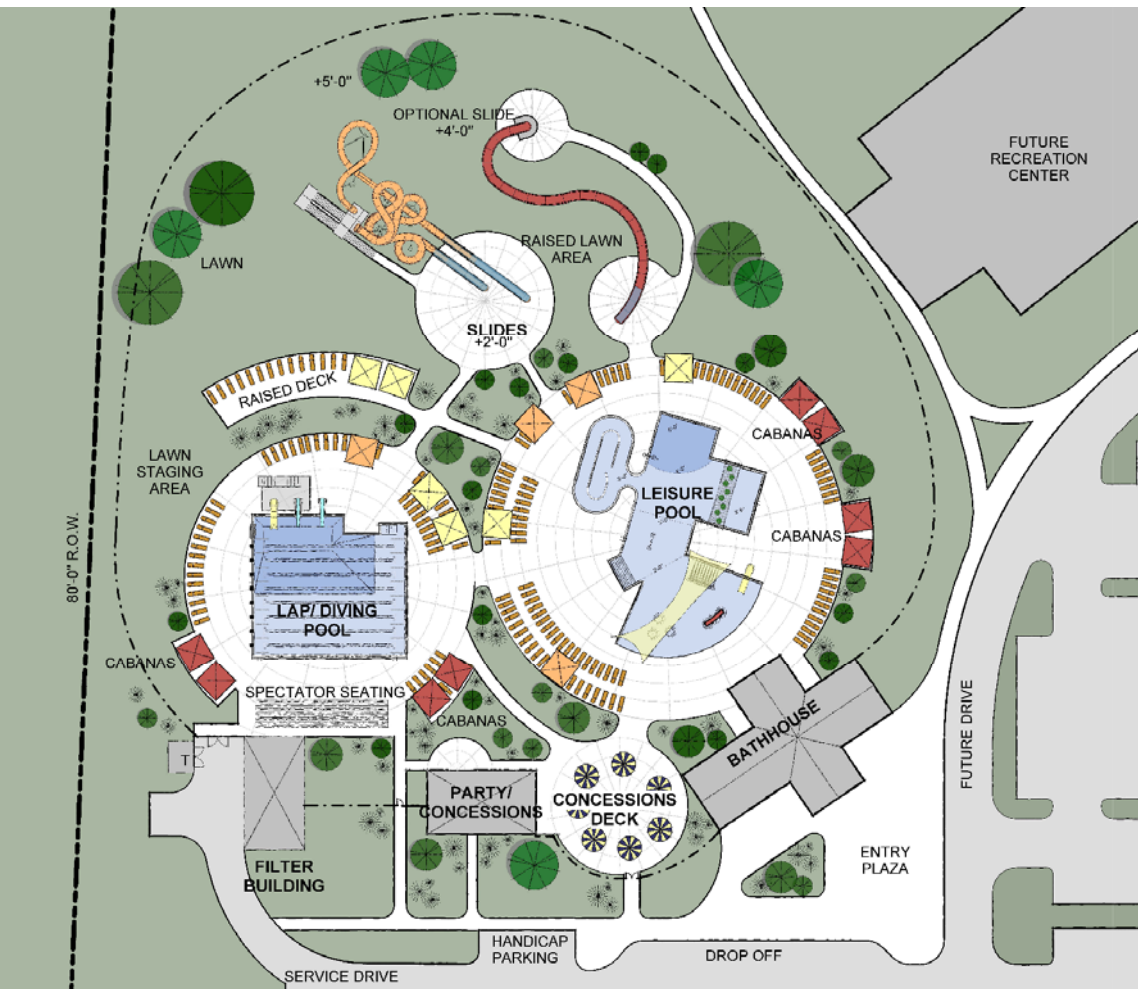 +5'-0"
OPTIONAL SLIDE
+4'-0"
FUTURE
RECREATION
CENTER
LAWN
RAISED LAWN
AREA
SLIDES
+2'-0"
RAISED DECK
CABANAS
LAWN
STAGING
AREA
LEISURE
POOL
CABANAS
80'-0" R.O.W.
LAP/ DIVING
POOL
CABANAS
SPECTATOR SEATING
CABANAS
BATHHOUSE
FUTURE DRIVE
T
PARTY/
CONCESSIONS
CONCESSIONS
DECK
FILTER
BUILDING
ENTRY
PLAZA
HANDICAP
PARKING
DROP OFF
SERVICE DRIVE